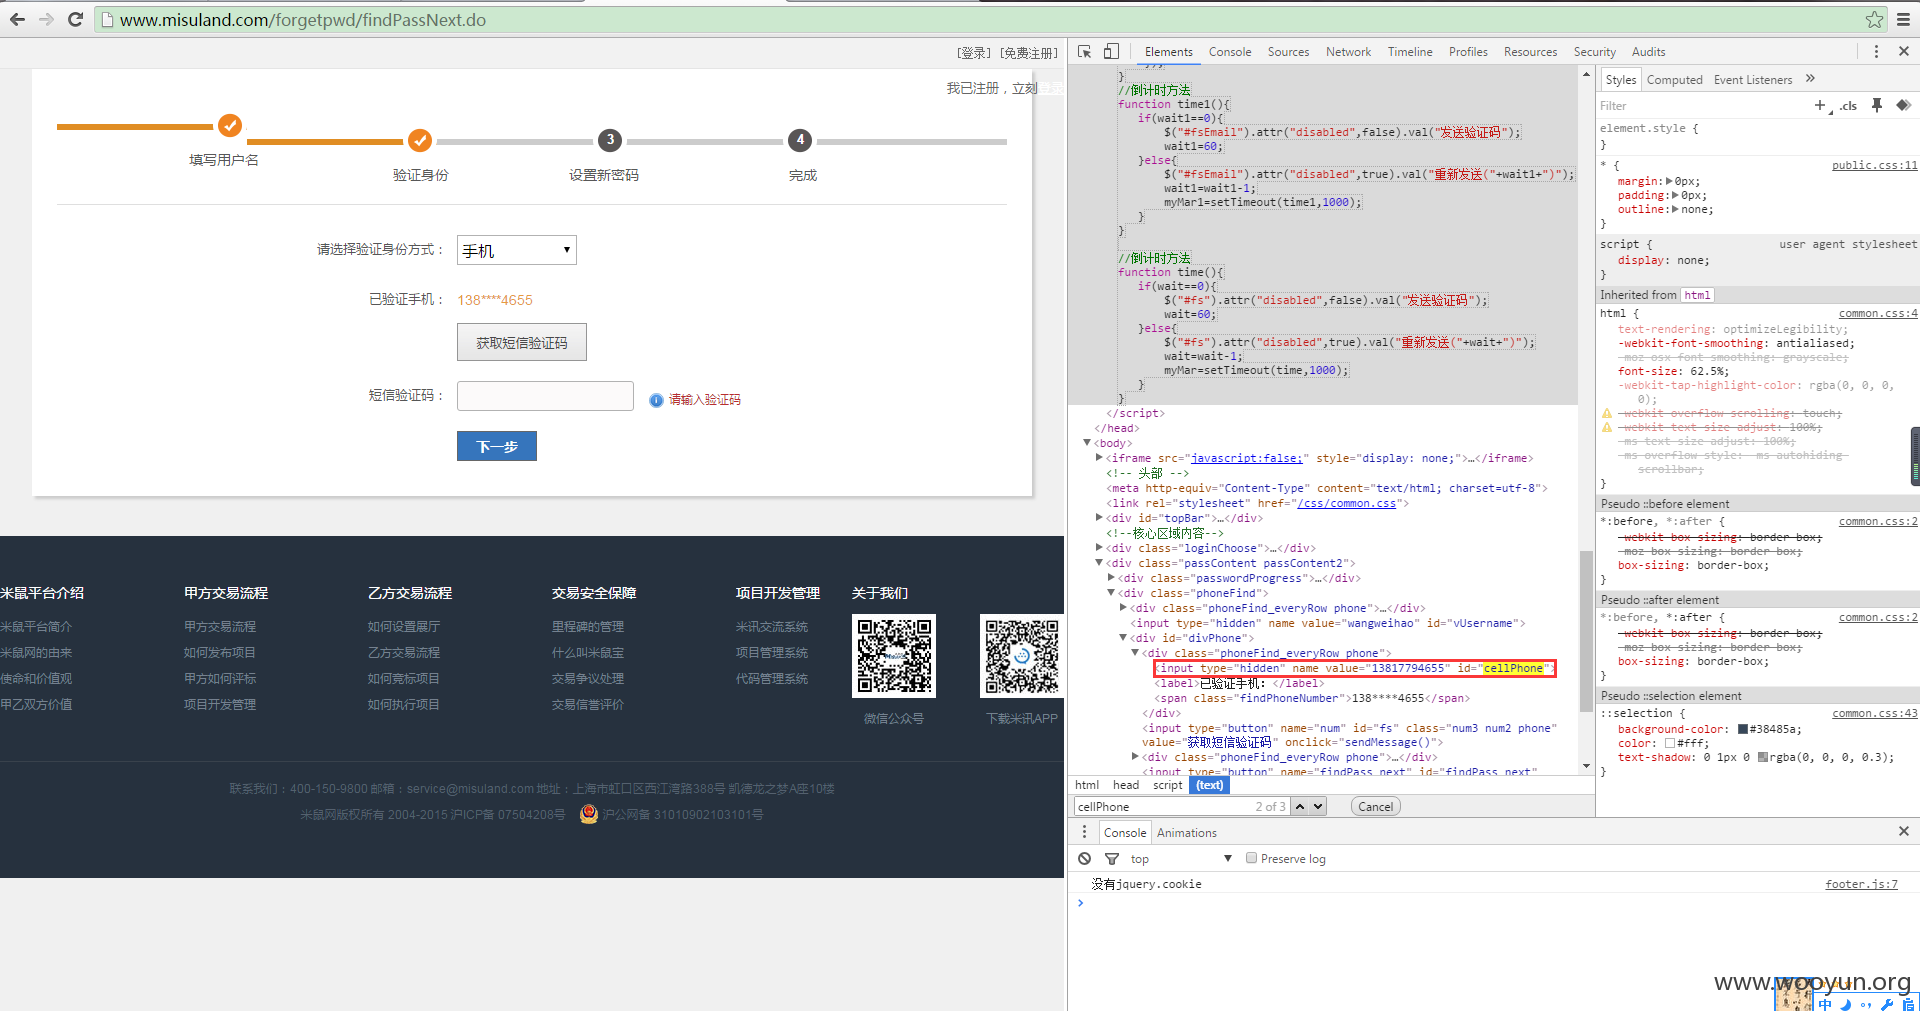 www.misuland.com/forgetpwd/findPassNext.do
[登录] [免费注册]
我已注册，立刻登录
3
4
填写用户名
验证身份
设置新密码
完成
请选择验证身份方式：
手机
已验证手机：
138****4655
获取短信验证码
短信验证码：
请输入验证码
下一步
米鼠平台介绍
米鼠平台简介
米鼠网的由来
使命和价值观
甲乙双方价值
甲方交易流程
甲方交易流程
如何发布项目
甲方如何评标
项目开发管理
乙方交易流程
如何设置展厅
乙方交易流程
如何竞标项目
如何执行项目
交易安全保障
里程碑的管理
什么叫米鼠宝
交易争议处理
交易信誉评价
项目开发管理
米讯交流系统
项目管理系统
代码管理系统
关于我们
微信公众号
下载米讯APP
联系我们：400-150-9800 邮箱：service@misuland.com 地址：上海市虹口区西江湾路388号 凯德龙之梦A座10楼
米鼠网版权所有 2004-2015 沪ICP备 07504208号 沪公网备 31010902103101号
Elements Console Sources Network Timeline Profiles Resources Security Audits
}
//倒计时方法
function time1(){
if(wait1==0){
$("#fsEmail").attr("disabled",false).val("发送验证码");
wait1=60;
}else{
$("#fsEmail").attr("disabled",true).val("重新发送("+wait1+")");
wait1=wait1-1;
myMar1=setTimeout(time1,1000);
}
}
//倒计时方法
function time(){
if(wait==0){
$("#fs").attr("disabled",false).val("发送验证码");
wait=60;
}else{
$("#fs").attr("disabled",true).val("重新发送("+wait+")");
wait=wait-1;
myMar=setTimeout(time,1000);
}
}
</script>
</head>
<body>
<iframe src="javascript:false;" style="display: none;">…</iframe>
<!-- 头部 -->
<meta http-equiv="Content-Type" content="text/html; charset=utf-8">
<link rel="stylesheet" href="/css/common.css">
<div id="topBar">…</div>
<!--核心区域内容-->
<div class="loginChoose">…</div>
<div class="passContent passContent2">
<div class="passwordProgress">…</div>
<div class="phoneFind">
<div class="phoneFind_everyRow phone">…</div>
<input type="hidden" name value="wangweihao" id="vUsername">
<div id="divPhone">
<div class="phoneFind_everyRow phone">
<input type="hidden" name value="13817794655" id="cellPhone">
<label>已验证手机：</label>
<span class="findPhoneNumber">138****4655</span>
</div>
<input type="button" name="num" id="fs" class="num3 num2 phone"
value="获取短信验证码" onclick="sendMessage()">
<div class="phoneFind_everyRow phone">…</div>
<input type="button" name="findPass_next" id="findPass_next"
html head script (text)
cellPhone 2 of 3 Cancel
Styles Computed Event Listeners »
Filter + .cls
element.style {
}
* { public.css:11
margin: 0px;
padding: 0px;
outline: none;
}
script { user agent stylesheet
display: none;
}
Inherited from html
html { common.css:4
text-rendering: optimizeLegibility;
-webkit-font-smoothing: antialiased;
-moz-osx-font-smoothing: grayscale;
font-size: 62.5%;
-webkit-tap-highlight-color: rgba(0, 0, 0,
0);
-webkit-overflow-scrolling: touch;
-webkit-text-size-adjust: 100%;
-ms-text-size-adjust: 100%;
-ms-overflow-style: -ms-autohiding-
scrollbar;
}
Pseudo ::before element
*:before, *:after { common.css:2
-webkit-box-sizing: border-box;
-moz-box-sizing: border-box;
box-sizing: border-box;
}
Pseudo ::after element
*:before, *:after { common.css:2
-webkit-box-sizing: border-box;
-moz-box-sizing: border-box;
box-sizing: border-box;
}
Pseudo ::selection element
::selection { common.css:43
background-color: #38485a;
color: #fff;
text-shadow: 0 1px 0 rgba(0, 0, 0, 0.3);
}
Console Animations
top Preserve log
没有jquery.cookie footer.js:7
www.wooyun.org
中